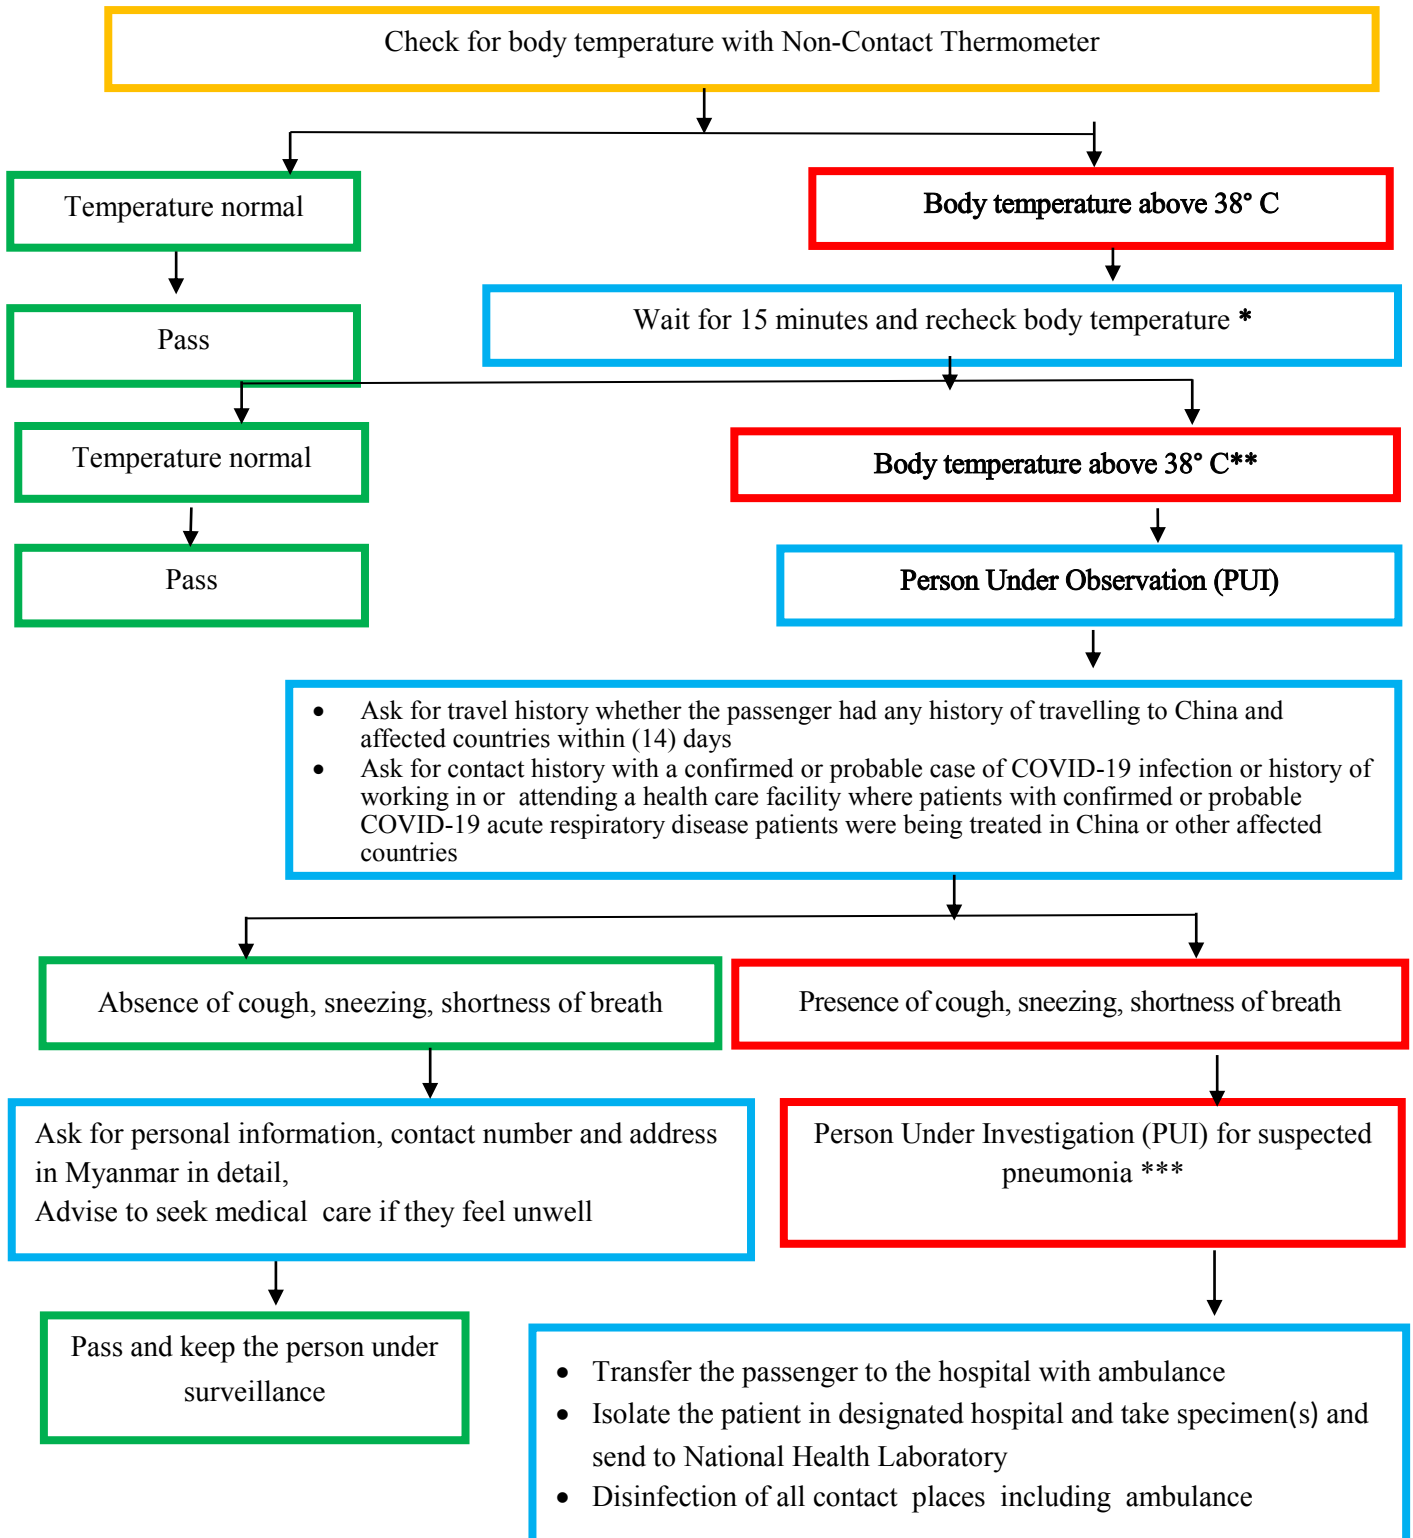 Check for body temperature with Non-Contact Thermometer
Temperature normal
Body temperature above 38° C
Pass
Wait for 15 minutes and recheck body temperature *
Temperature normal
Body temperature above 38° C**
Pass
Person Under Observation (PUI)
• Ask for travel history whether the passenger had any history of travelling to China and
affected countries within (14) days
• Ask for contact history with a confirmed or probable case of COVID-19 infection or history of
working in or attending a health care facility where patients with confirmed or probable
COVID-19 acute respiratory disease patients were being treated in China or other affected
countries
Absence of cough, sneezing, shortness of breath
Presence of cough, sneezing, shortness of breath
Ask for personal information, contact number and address
in Myanmar in detail,
Advise to seek medical care if they feel unwell
Person Under Investigation (PUI) for suspected
pneumonia ***
Pass and keep the person under
surveillance
• Transfer the passenger to the hospital with ambulance
• Isolate the patient in designated hospital and take specimen(s) and
send to National Health Laboratory
• Disinfection of all contact places including ambulance